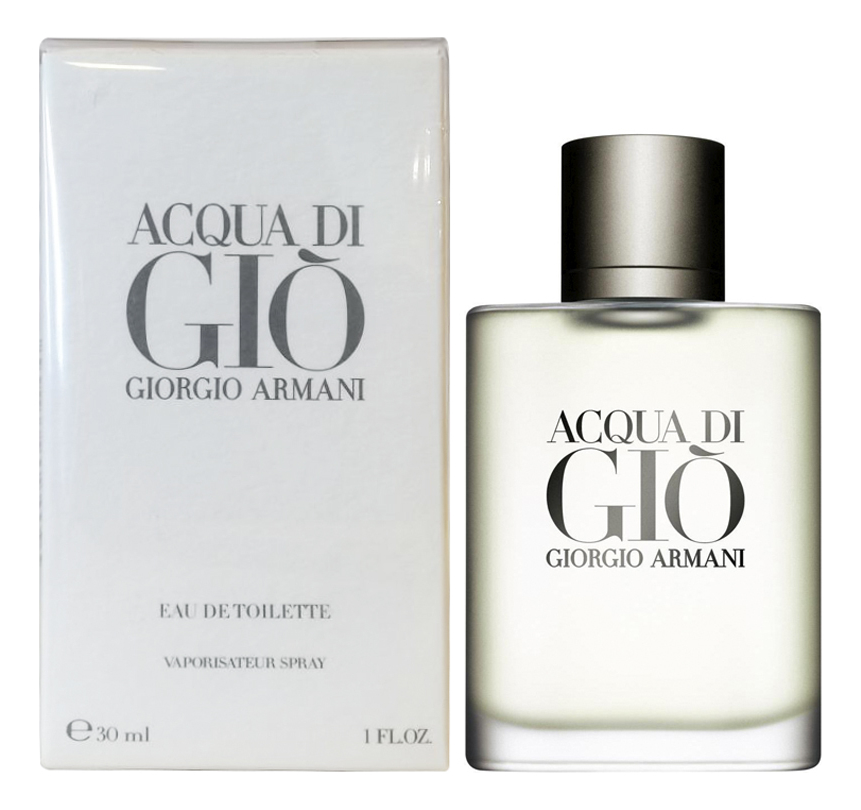 ACQUA DI
GIÒ
GIORGIO ARMANI
EAU DE TOILETTE
VAPORISATEUR SPRAY
℮ 30 ml 1 FL.OZ.
ACQUA DI
GIÒ
GIORGIO ARMANI